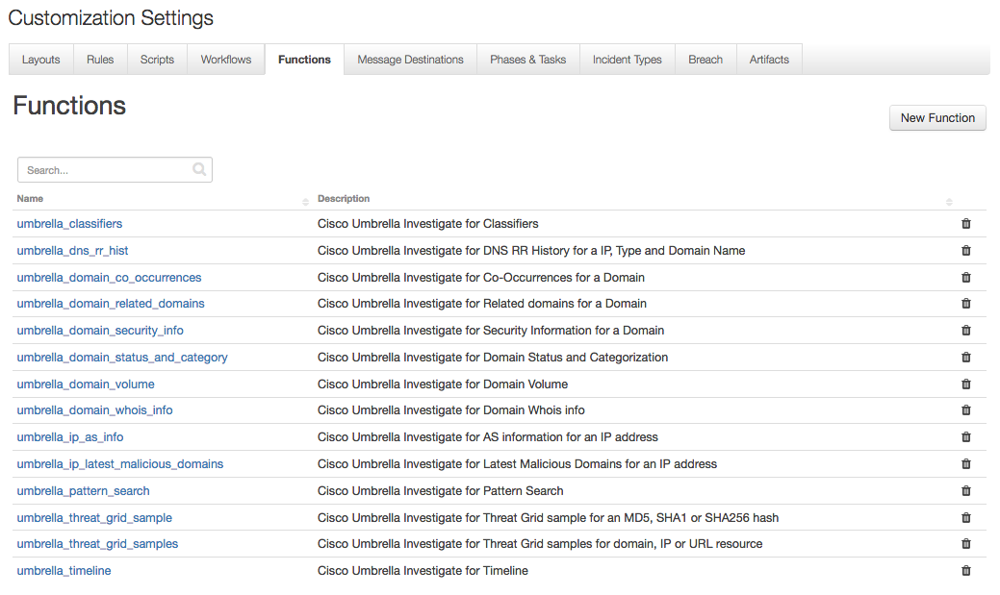 Customization Settings
Layouts Rules Scripts Workflows Functions Message Destinations Phases & Tasks Incident Types Breach Artifacts
Functions
New Function
Search...
Name Description
umbrella_classifiers Cisco Umbrella Investigate for Classifiers
umbrella_dns_rr_hist Cisco Umbrella Investigate for DNS RR History for a IP, Type and Domain Name
umbrella_domain_co_occurrences Cisco Umbrella Investigate for Co-Occurrences for a Domain
umbrella_domain_related_domains Cisco Umbrella Investigate for Related domains for a Domain
umbrella_domain_security_info Cisco Umbrella Investigate for Security Information for a Domain
umbrella_domain_status_and_category Cisco Umbrella Investigate for Domain Status and Categorization
umbrella_domain_volume Cisco Umbrella Investigate for Domain Volume
umbrella_domain_whois_info Cisco Umbrella Investigate for Domain Whois info
umbrella_ip_as_info Cisco Umbrella Investigate for AS information for an IP address
umbrella_ip_latest_malicious_domains Cisco Umbrella Investigate for Latest Malicious Domains for an IP address
umbrella_pattern_search Cisco Umbrella Investigate for Pattern Search
umbrella_threat_grid_sample Cisco Umbrella Investigate for Threat Grid sample for an MD5, SHA1 or SHA256 hash
umbrella_threat_grid_samples Cisco Umbrella Investigate for Threat Grid samples for domain, IP or URL resource
umbrella_timeline Cisco Umbrella Investigate for Timeline